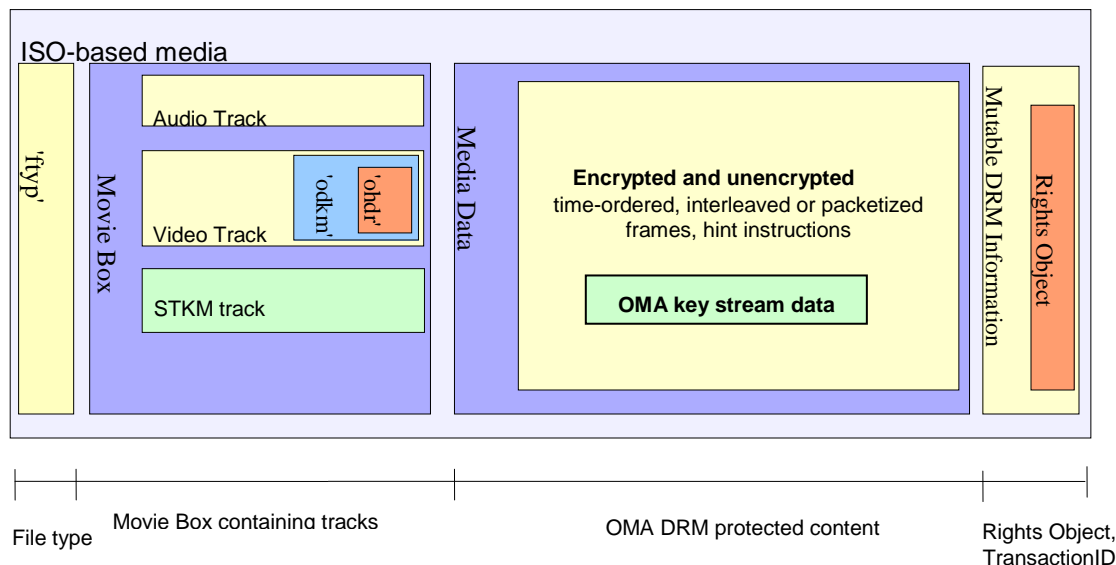 ISO-based media
'ftyp'
Movie Box
Audio Track
Video Track
'odkm'
'ohdr'
STKM track
Media Data
Encrypted and unencrypted
time-ordered, interleaved or packetized
frames, hint instructions
OMA key stream data
Mutable DRM Information
Rights Object
File type
Movie Box containing tracks
OMA DRM protected content
Rights Object,
TransactionID